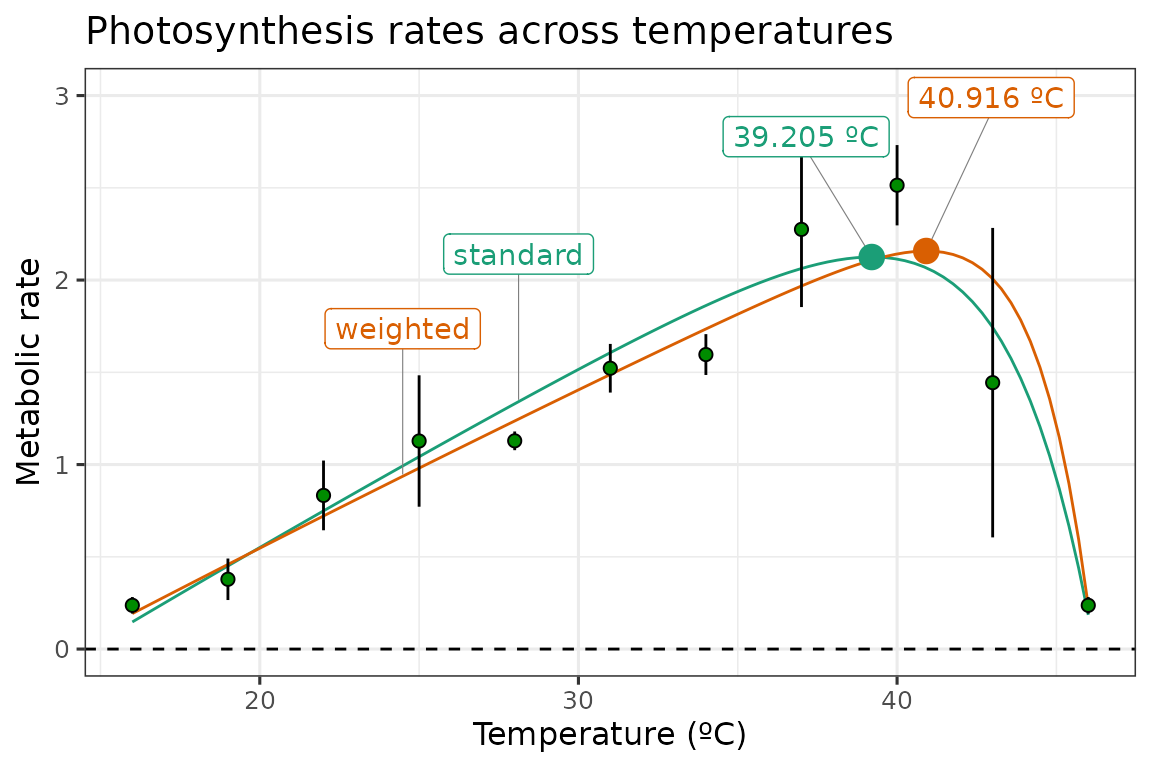 Photosynthesis rates across temperatures
40.916 ºC
39.205 ºC
standard
weighted
Metabolic rate
3
2
1
0
20
30
40
Temperature (ºC)